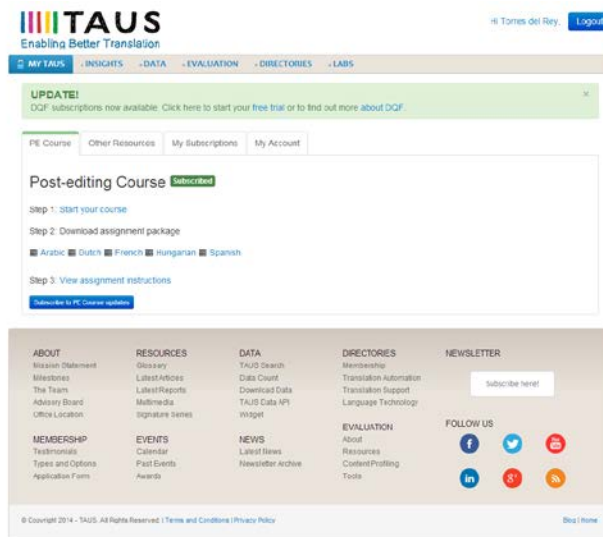 TAUS
Enabling Better Translation
Hi Torres del Rey,
Logout
MY TAUS INSIGHTS DATA EVALUATION DIRECTORIES LABS
UPDATE!
DQF subscriptions now available. Click here to start your free trial or to find out more about DQF.
PE Course Other Resources My Subscriptions My Account
Post-editing Course Subscribed
Step 1: Start your course
Step 2: Download assignment package
Arabic Dutch French Hungarian Spanish
Step 3: View assignment instructions
Subscribe to PE Course updates
ABOUT
Mission Statement
Milestones
The Team
Advisory Board
Office Location
MEMBERSHIP
Testimonials
Types and Options
Application Form
RESOURCES
Glossary
Latest Articles
Latest Reports
Multimedia
Signature Series
EVENTS
Calendar
Past Events
Awards
DATA
TAUS Search
Data Count
Download Data
TAUS Data API
Widget
NEWS
Latest News
Newsletter Archive
DIRECTORIES
Membership
Translation Automation
Translation Support
Language Technology
EVALUATION
About
Resources
Content Profiling
Tools
NEWSLETTER
Subscribe here!
FOLLOW US
© Copyright 2014 - TAUS. All Rights Reserved. | Terms and Conditions | Privacy Policy
Blog | Home